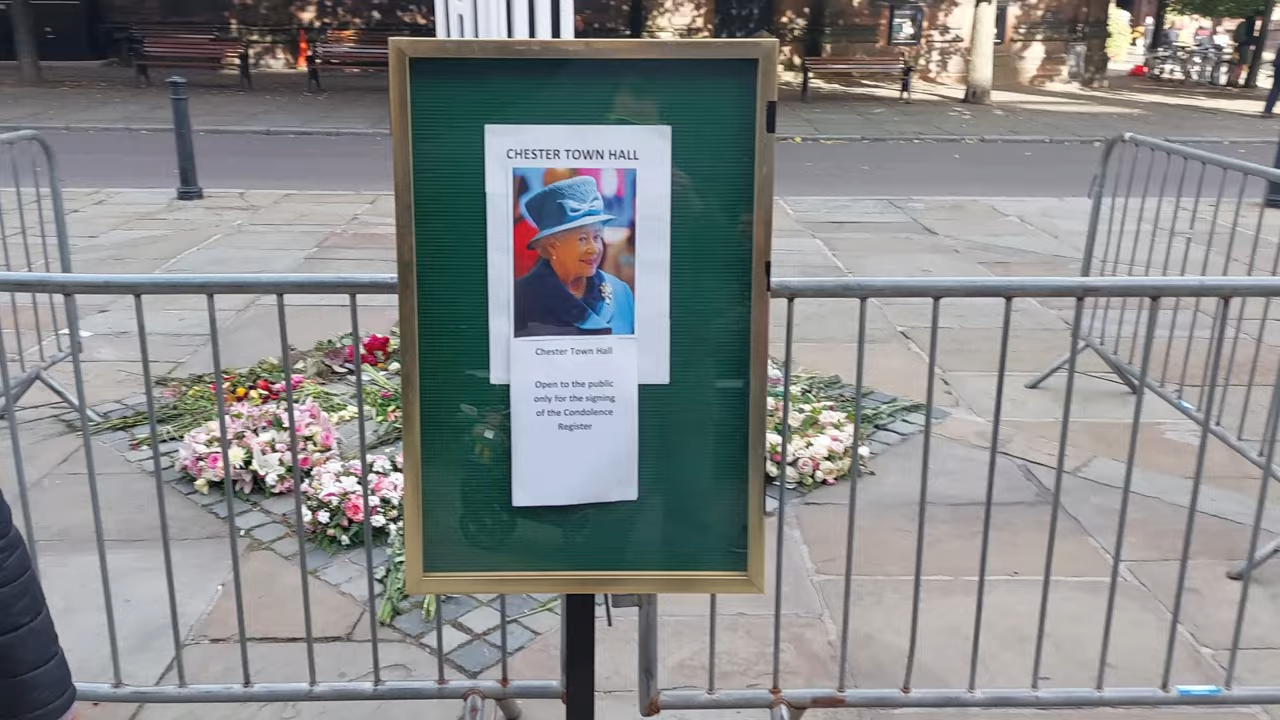 CHESTER TOWN HALL
Chester Town Hall
Open to the public
only for the signing
of the Condolence
Register